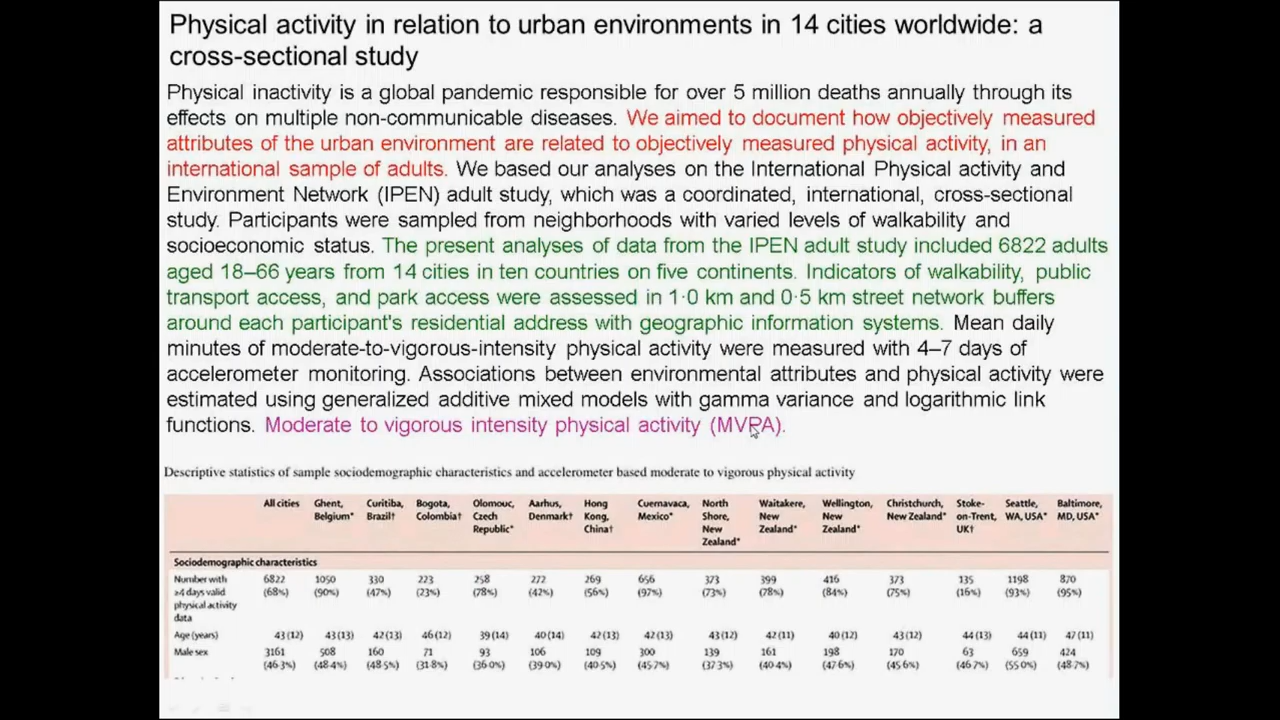 Physical activity in relation to urban environments in 14 cities worldwide: a
cross-sectional study
Physical inactivity is a global pandemic responsible for over 5 million deaths annually through its
effects on multiple non-communicable diseases. We aimed to document how objectively measured
attributes of the urban environment are related to objectively measured physical activity, in an
international sample of adults. We based our analyses on the International Physical activity and
Environment Network (IPEN) adult study, which was a coordinated, international, cross-sectional
study. Participants were sampled from neighborhoods with varied levels of walkability and
socioeconomic status. The present analyses of data from the IPEN adult study included 6822 adults
aged 18–66 years from 14 cities in ten countries on five continents. Indicators of walkability, public
transport access, and park access were assessed in 1·0 km and 0·5 km street network buffers
around each participant's residential address with geographic information systems. Mean daily
minutes of moderate-to-vigorous-intensity physical activity were measured with 4–7 days of
accelerometer monitoring. Associations between environmental attributes and physical activity were
estimated using generalized additive mixed models with gamma variance and logarithmic link
functions. Moderate to vigorous intensity physical activity (MVPA).
Descriptive statistics of sample sociodemographic characteristics and accelerometer based moderate to vigorous physical activity
All cities Ghent, Curitiba, Bogota, Olomouc, Aarhus, Hong Cuernavaca, North Waitakere, Wellington, Christchurch, Stoke- Seattle, Baltimore,
Belgium* Brazil† Colombia† Czech Denmark† Kong, Mexico* Shore, New New New Zealand* on-Trent, WA, USA* MD, USA*
Republic* China† New Zealand* Zealand* UK†
Zealand*
Sociodemographic characteristics
Number with 6822 1050 330 223 258 272 269 656 373 399 416 373 135 1198 870
≥4 days valid (68%) (90%) (47%) (23%) (78%) (42%) (56%) (97%) (73%) (78%) (84%) (75%) (16%) (93%) (95%)
physical activity
data
Age (years) 43 (12) 43 (13) 42 (13) 46 (12) 39 (14) 40 (14) 42 (13) 42 (13) 43 (12) 42 (11) 40 (12) 43 (12) 44 (13) 44 (11) 47 (11)
Male sex 3161 508 160 71 93 106 109 300 139 161 198 170 63 659 424
(46·3%) (48·4%) (48·5%) (31·8%) (36·0%) (39·0%) (40·5%) (45·7%) (37·3%) (40·4%) (47·6%) (45·6%) (46·7%) (55·0%) (48·7%)